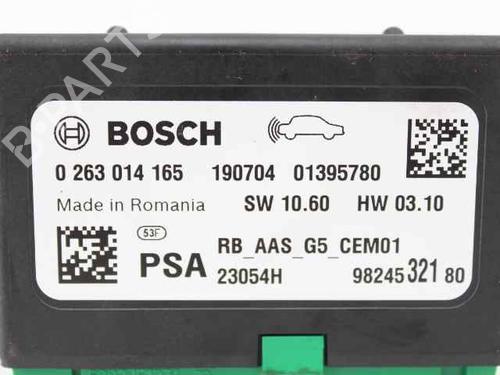 B-PARTS
BOSCH
0 263 014 165 190704 01395780
Made in Romania SW 10.60 HW 03.10
53F
PSA RB_AAS_G5_CEM01
23054H 98245 321 80